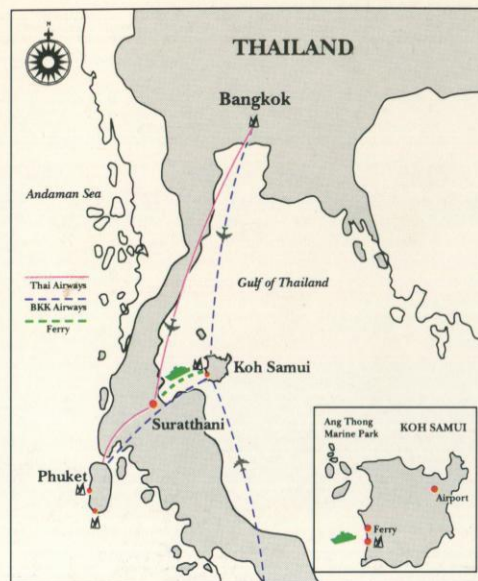 N
THAILAND
Bangkok
Andaman Sea
Thai Airways
BKK Airways
Ferry
Gulf of Thailand
Koh Samui
Suratthani
Phuket
Ang Thong
Marine Park
KOH SAMUI
Airport
Ferry